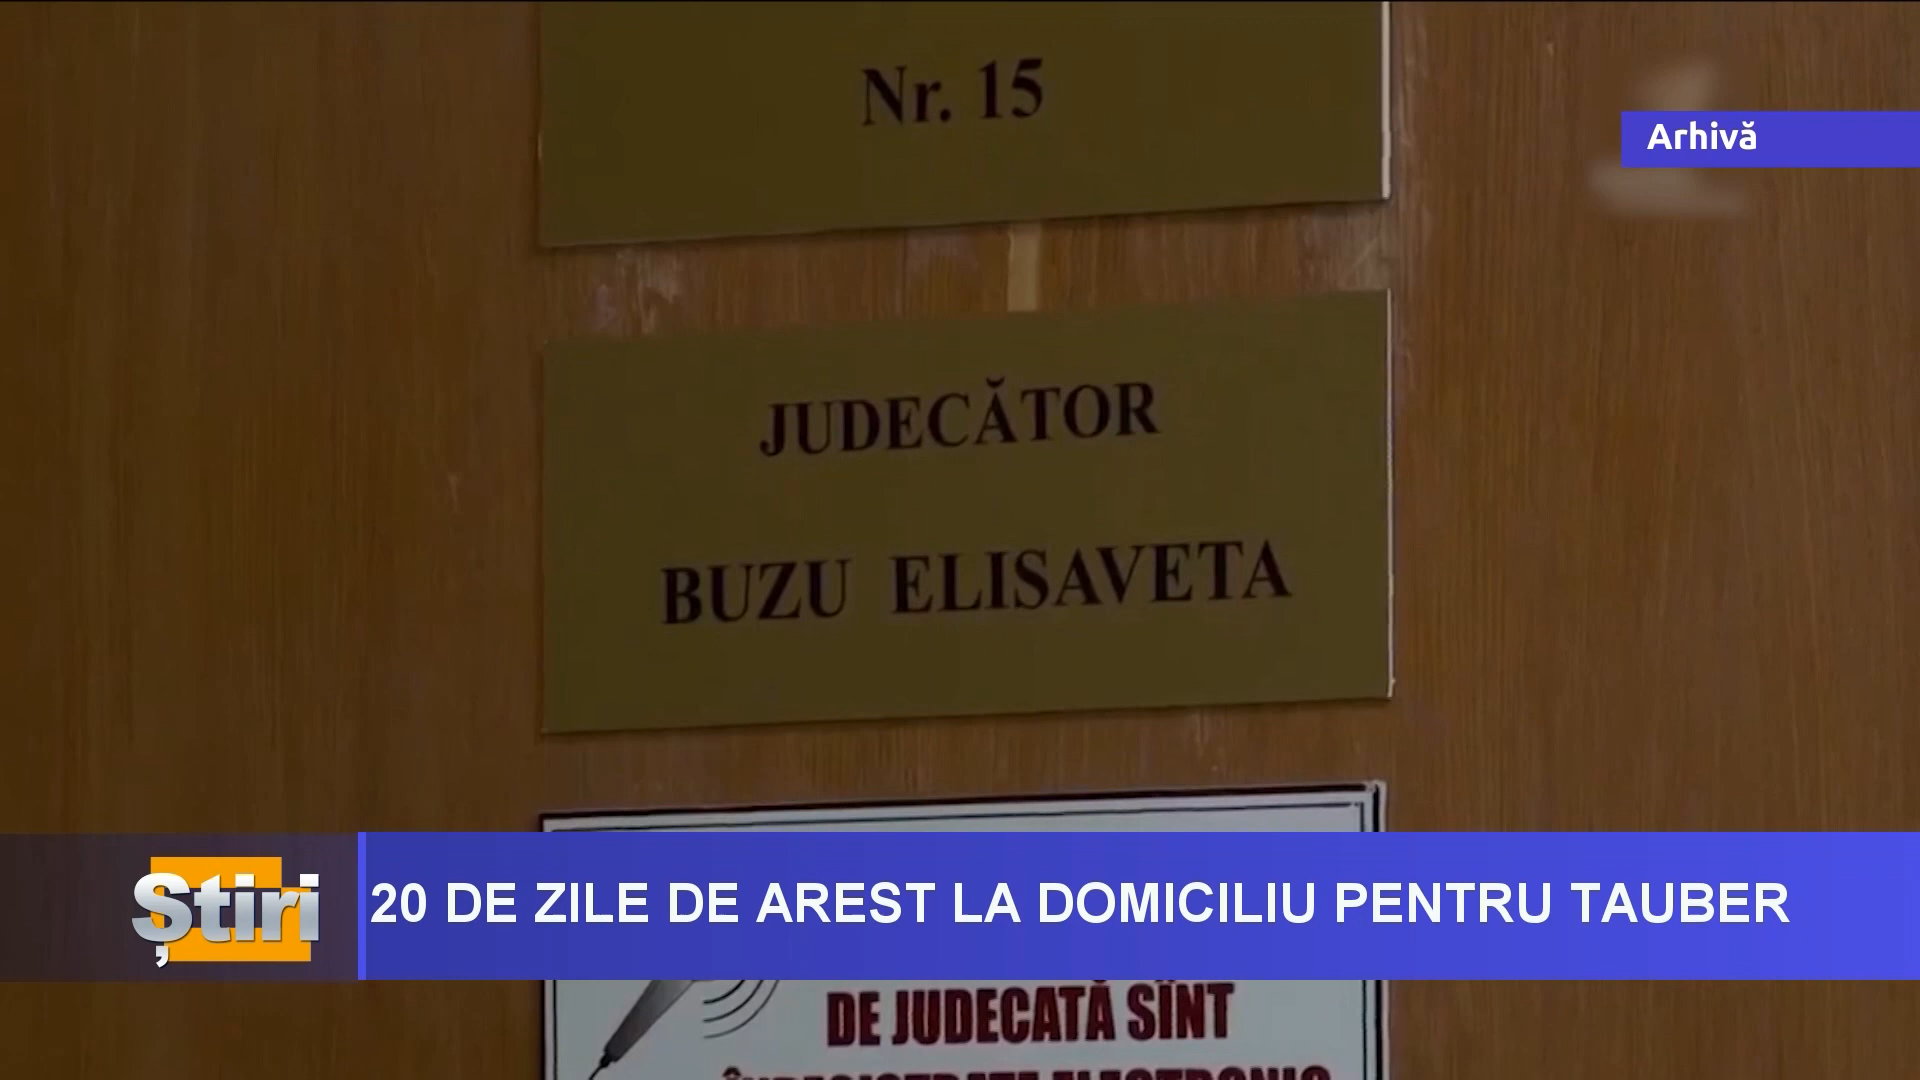 Nr. 15
Arhivă
JUDECĂTOR
BUZU ELISAVETA
Știri
20 DE ZILE DE AREST LA DOMICILIU PENTRU TAUBER
DE JUDECATĂ SÎNT